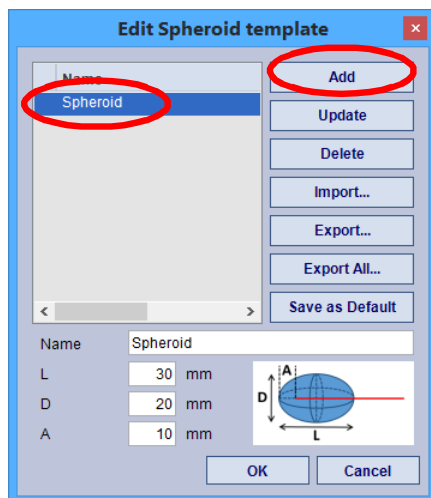 Edit Spheroid template
×
Name
Add
Spheroid
Update
Delete
Import...
Export...
Export All...
< >
Save as Default
Name Spheroid
L 30 mm
D 20 mm
A 10 mm
A
D
L
OK Cancel